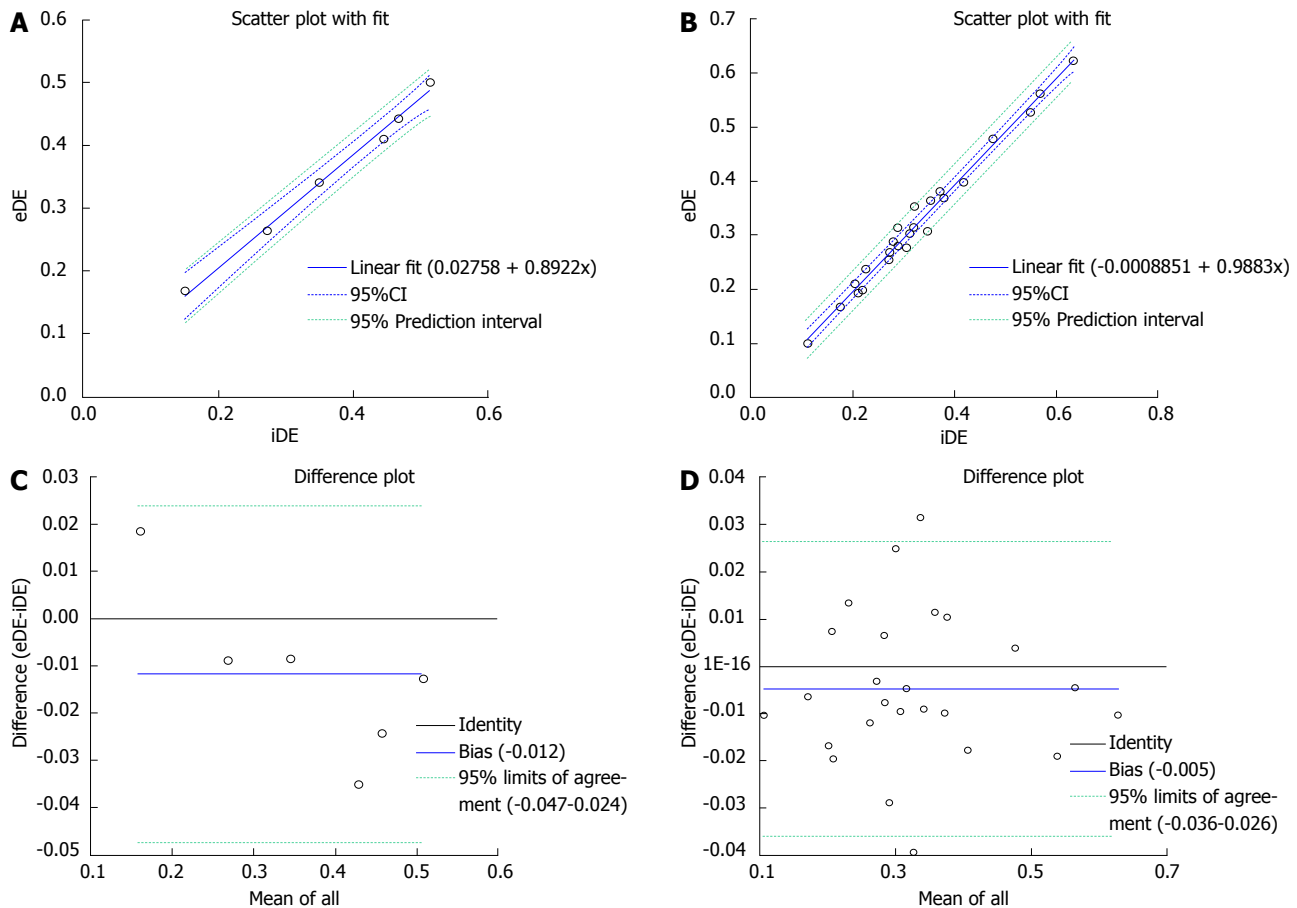 A
Scatter plot with fit
0.6
0.5
0.4
0.3
0.2
0.1
0.0
eDE
Linear fit (0.02758 + 0.8922x)
95%CI
95% Prediction interval
0.0 0.2 0.4 0.6
iDE
B
Scatter plot with fit
0.7
0.6
0.5
0.4
0.3
0.2
0.1
0.0
eDE
Linear fit (-0.0008851 + 0.9883x)
95%CI
95% Prediction interval
0.0 0.2 0.4 0.6 0.8
iDE
C
Difference plot
0.03
0.02
0.01
0.00
-0.01
-0.02
-0.03
-0.04
-0.05
Difference (eDE-iDE)
Identity
Bias (-0.012)
95% limits of agree-
ment (-0.047-0.024)
0.1 0.2 0.3 0.4 0.5 0.6
Mean of all
D
Difference plot
0.04
0.03
0.02
0.01
1E-16
-0.01
-0.02
-0.03
-0.04
Difference (eDE-iDE)
Identity
Bias (-0.005)
95% limits of agree-
ment (-0.036-0.026)
0.1 0.3 0.5 0.7
Mean of all